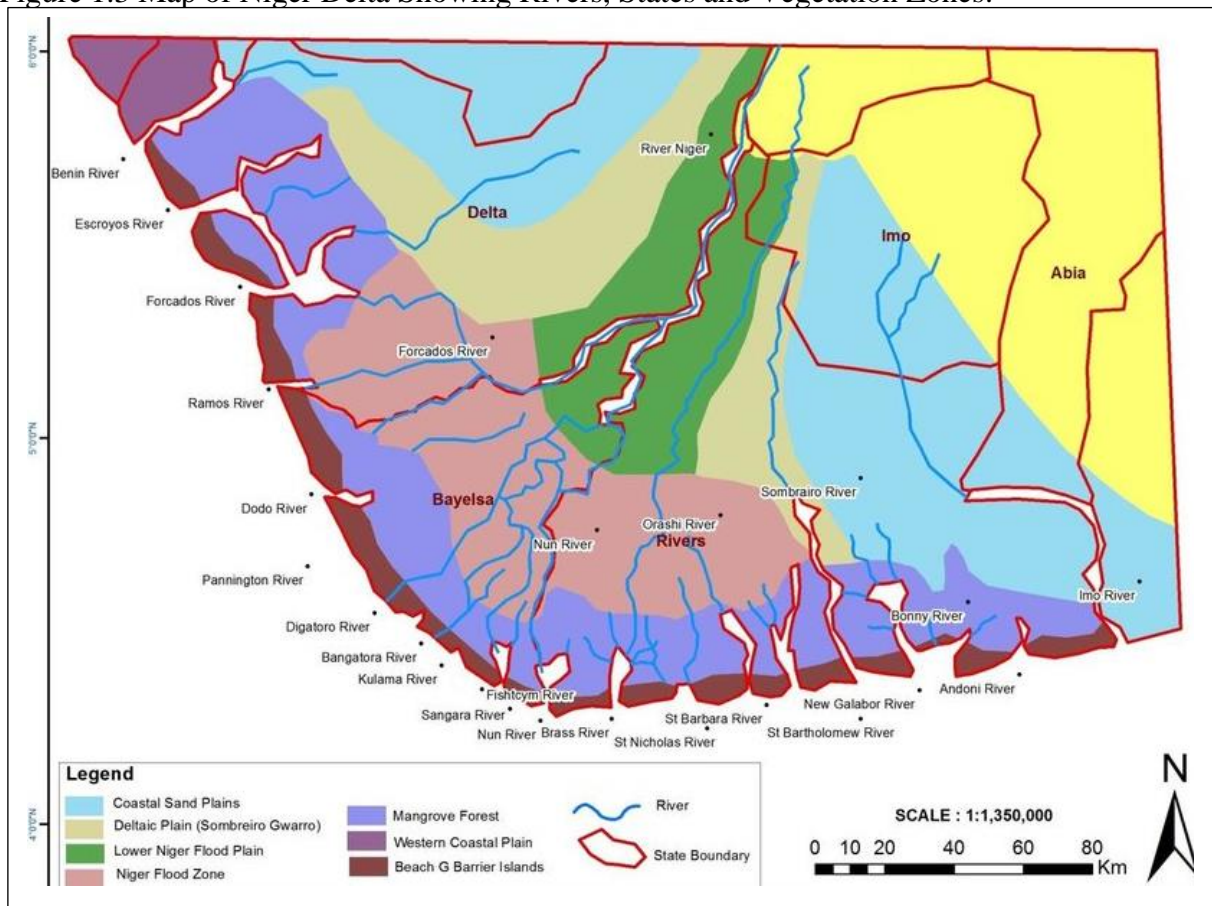 Figure 1.3 Map of Niger Delta Showing Rivers, States and Vegetation Zones.
6°0'0"N
River Niger
Benin River
Delta
Escroyos River
Imo
Abia
Forcados River
Forcados River
Ramos River
5°0'0"N
Sombrairo River
Bayelsa
Dodo River
Orashi River
Nun River
Rivers
Pannington River
Imo River
Bonny River
Digatoro River
Bangatora River
Kulama River
Andoni River
Fishtcym River
New Galabor River
Sangara River
St Barbara River
Nun River
Brass River
St Bartholomew River
St Nicholas River
Legend
Coastal Sand Plains
Deltaic Plain (Sombreiro Gwarro)
Lower Niger Flood Plain
Niger Flood Zone
Mangrove Forest
Western Coastal Plain
Beach G Barrier Islands
River
State Boundary
4°0'0"N
N
SCALE : 1:1,350,000
0 10 20 40 60 80
Km